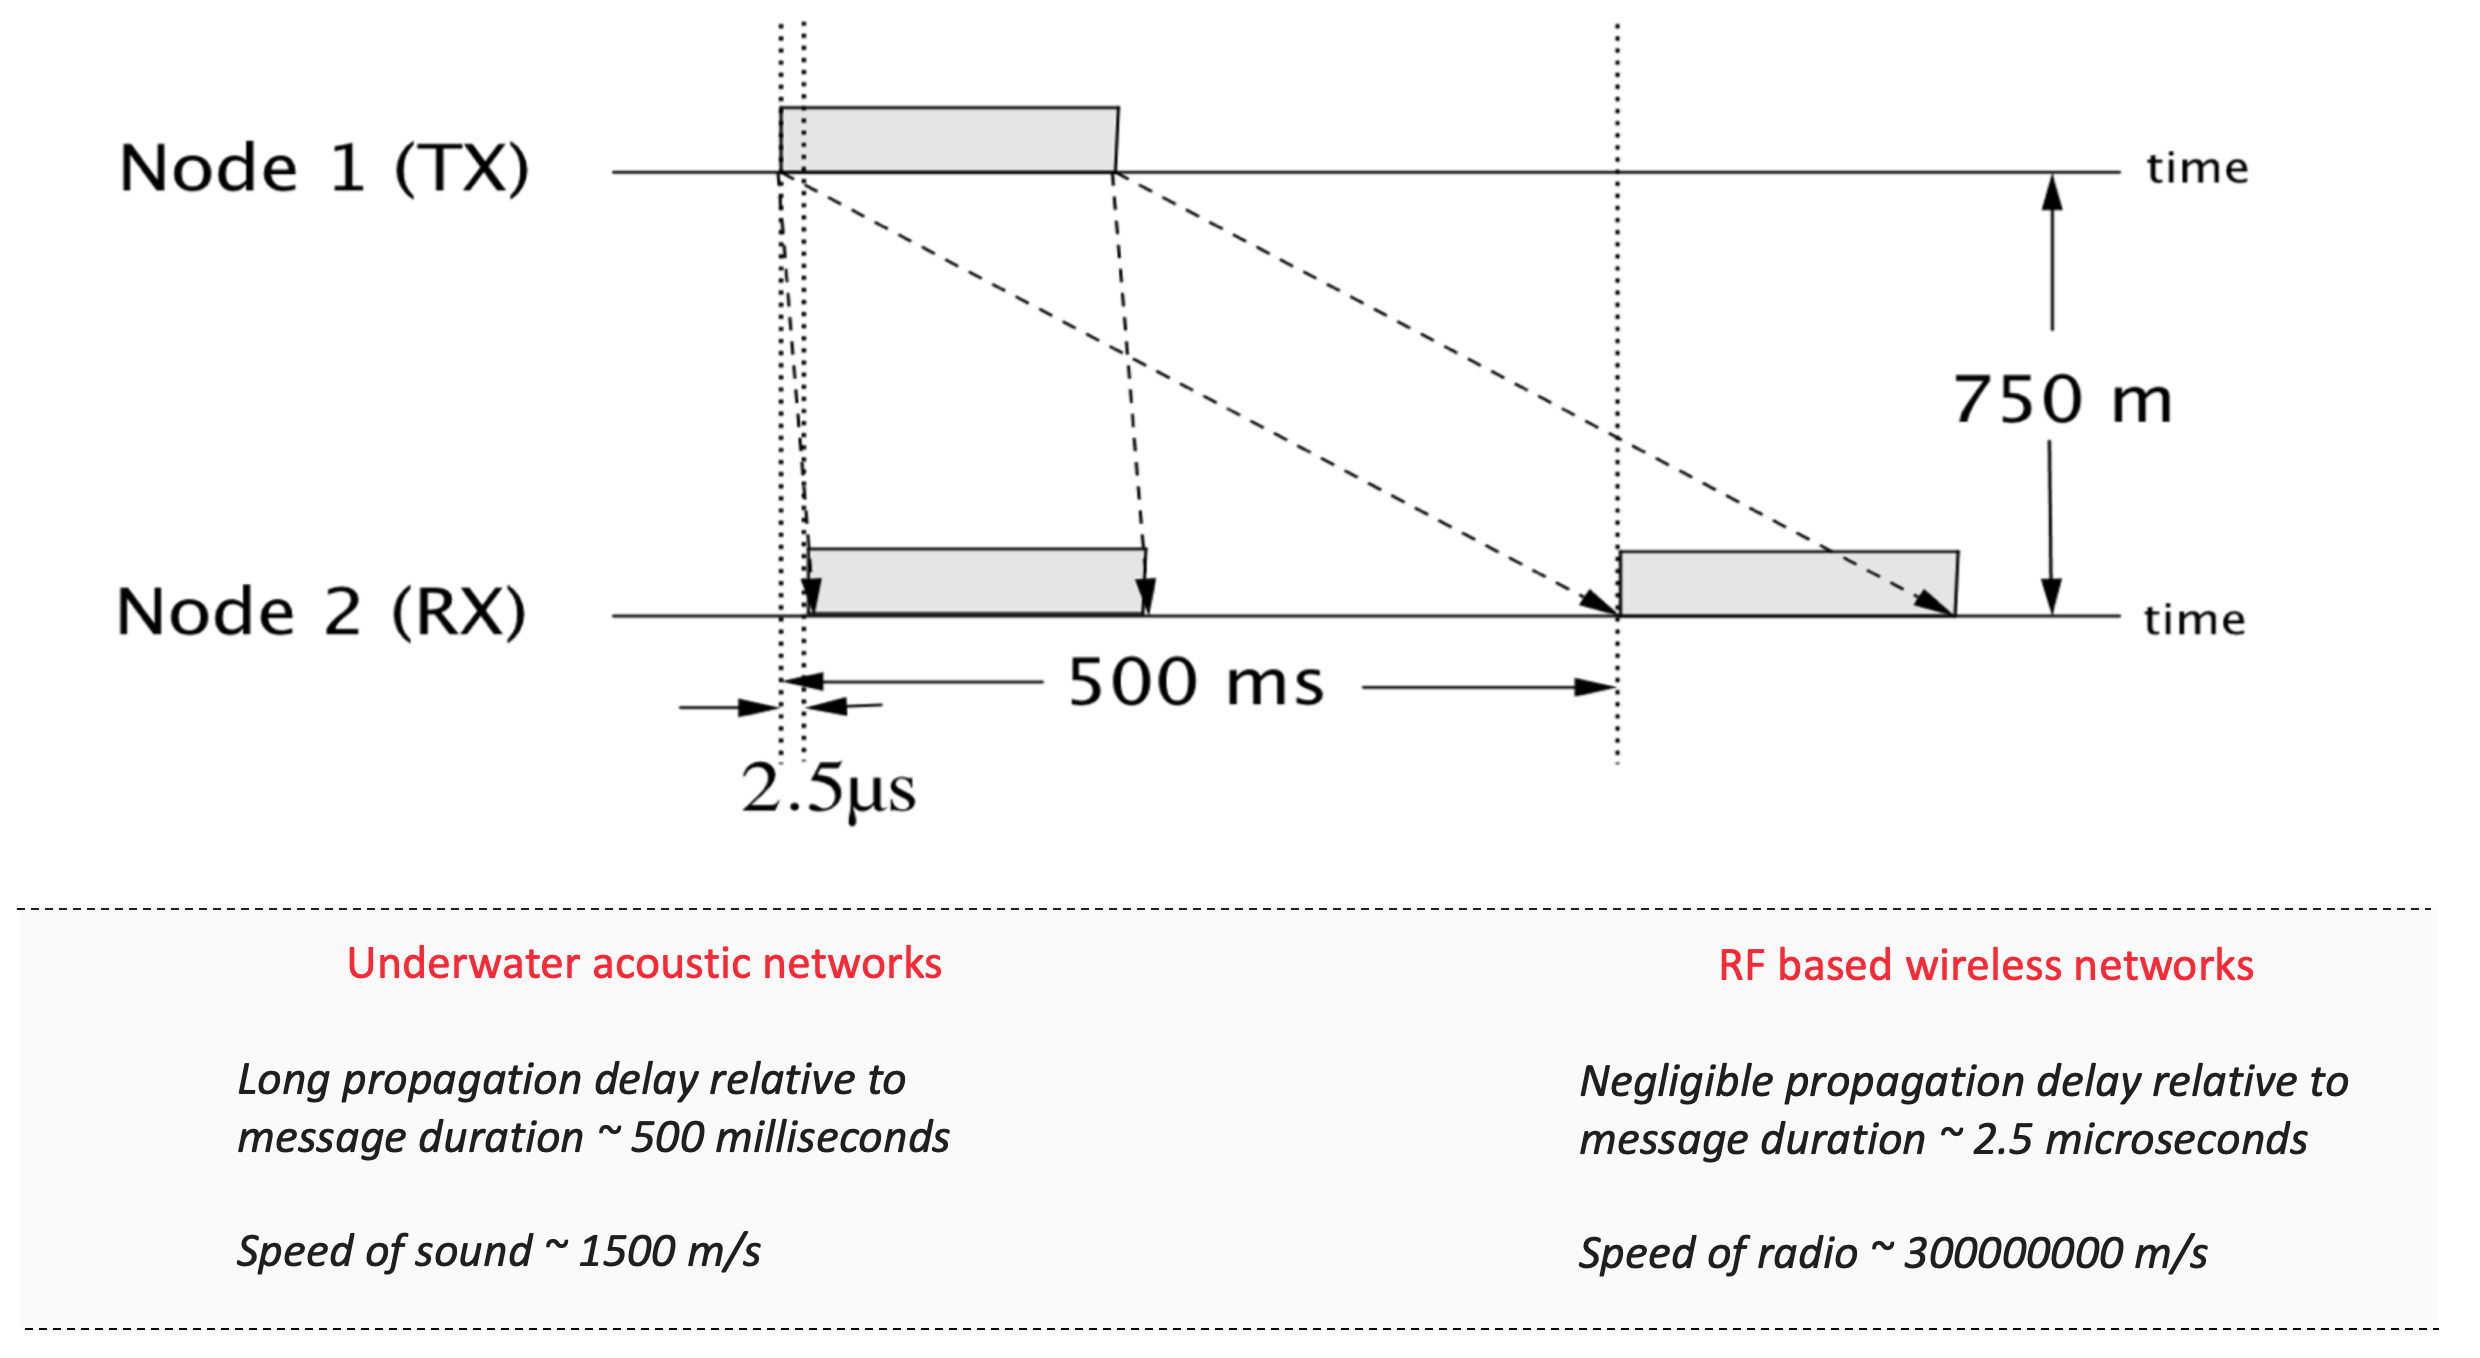 Node 1 (TX)
time
750 m
Node 2 (RX)
time
500 ms
2.5μs
Underwater acoustic networks
Long propagation delay relative to
message duration ~ 500 milliseconds
Speed of sound ~ 1500 m/s
RF based wireless networks
Negligible propagation delay relative to
message duration ~ 2.5 microseconds
Speed of radio ~ 300000000 m/s